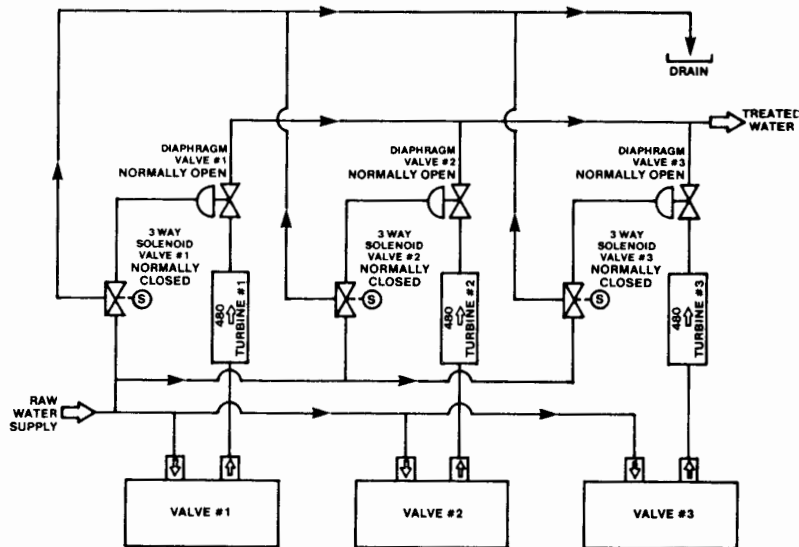 DRAIN
TREATED
WATER
DIAPHRAGM
VALVE #1
NORMALLY OPEN
DIAPHRAGM
VALVE #2
NORMALLY OPEN
DIAPHRAGM
VALVE #3
NORMALLY OPEN
3 WAY
SOLENOID
VALVE #1
NORMALLY
CLOSED
S
480
TURBINE #1
3 WAY
SOLENOID
VALVE #2
NORMALLY
CLOSED
S
480
TURBINE #2
3 WAY
SOLENOID
VALVE #3
NORMALLY
CLOSED
S
480
TURBINE #3
RAW
WATER
SUPPLY
VALVE #1
VALVE #2
VALVE #3